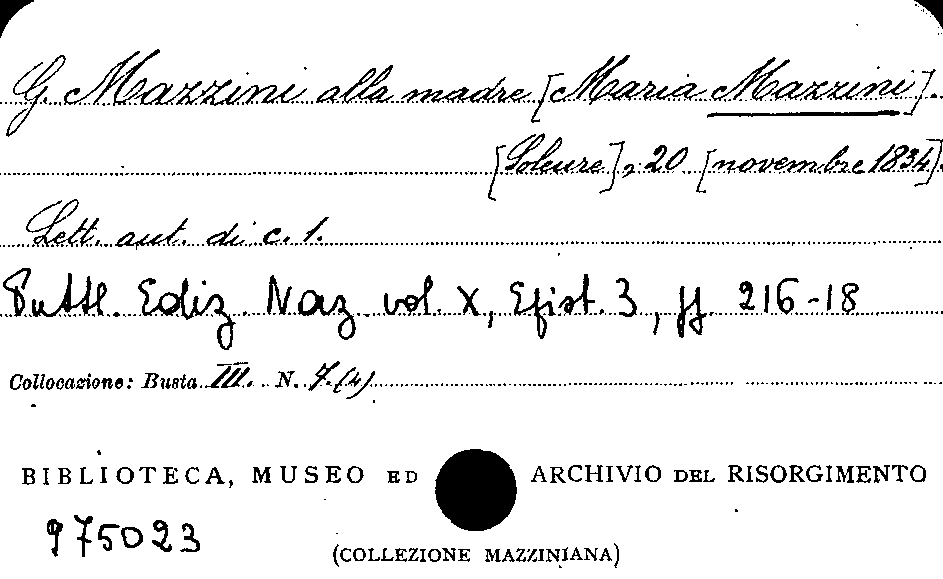 G. Mazzini alla madre [Maria Mazzini].
[Soleure], 20 [novembre 1834].
Lett. aut. di c. 1.
Pubbl. Ediz. Naz. vol. X, Epist. 3, pp 216-18
Collocazione: Busta III. N. 7.(4)
BIBLIOTECA, MUSEO ED ARCHIVIO DEL RISORGIMENTO
975023
(COLLEZIONE MAZZINIANA)